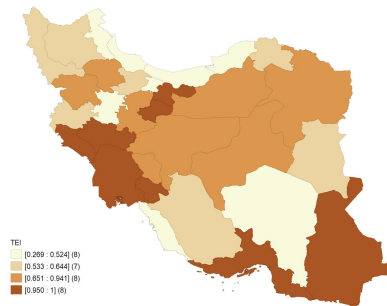 TEI
[0.269 : 0.524] (8)
[0.533 : 0.644] (7)
[0.651 : 0.941] (8)
[0.950 : 1] (8)